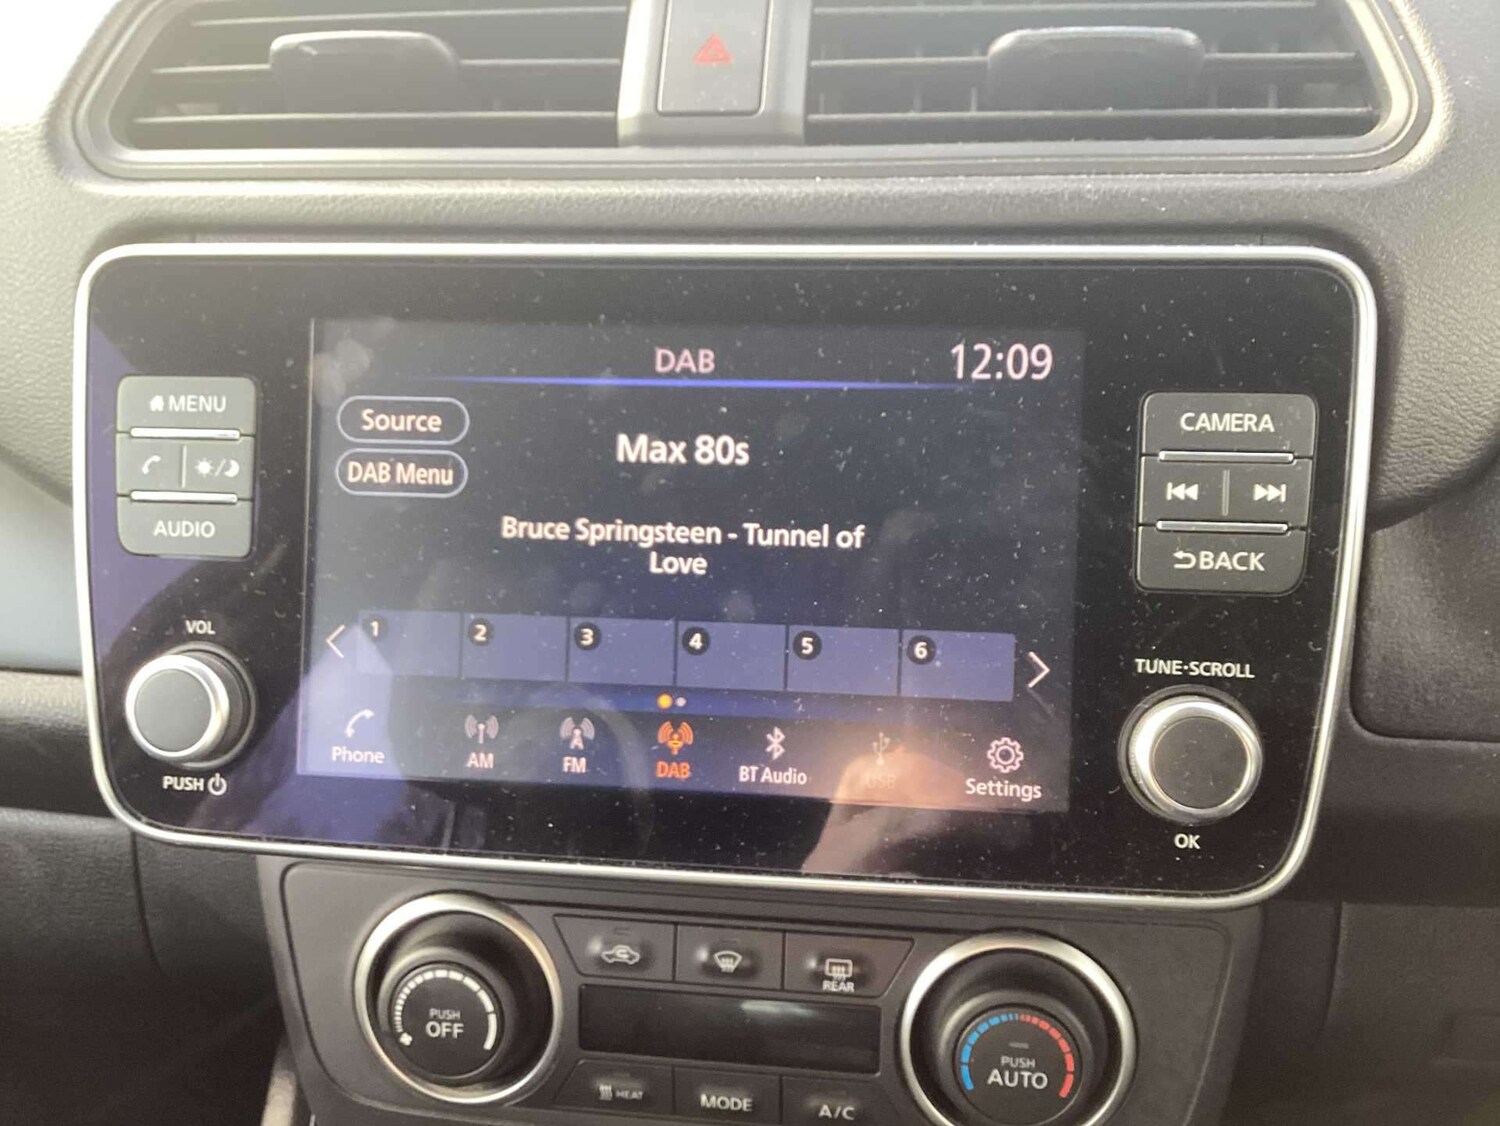 DAB
12:09
MENU
Source
Max 80s
CAMERA
DAB Menu
AUDIO
Bruce Springsteen - Tunnel of
Love
BACK
VOL
1 2 3 4 5 6
TUNE·SCROLL
PUSH
Phone
AM
FM
DAB
BT Audio
USB
Settings
OK
REAR
PUSH
OFF
PUSH
AUTO
HEAT
MODE
A/C